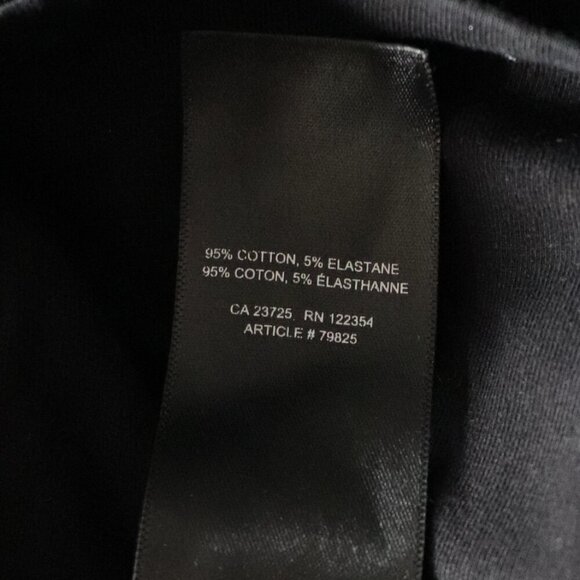 95% COTTON, 5% ELASTANE
95% COTON, 5% ÉLASTHANNE
CA 23725 RN 122354
ARTICLE # 79825